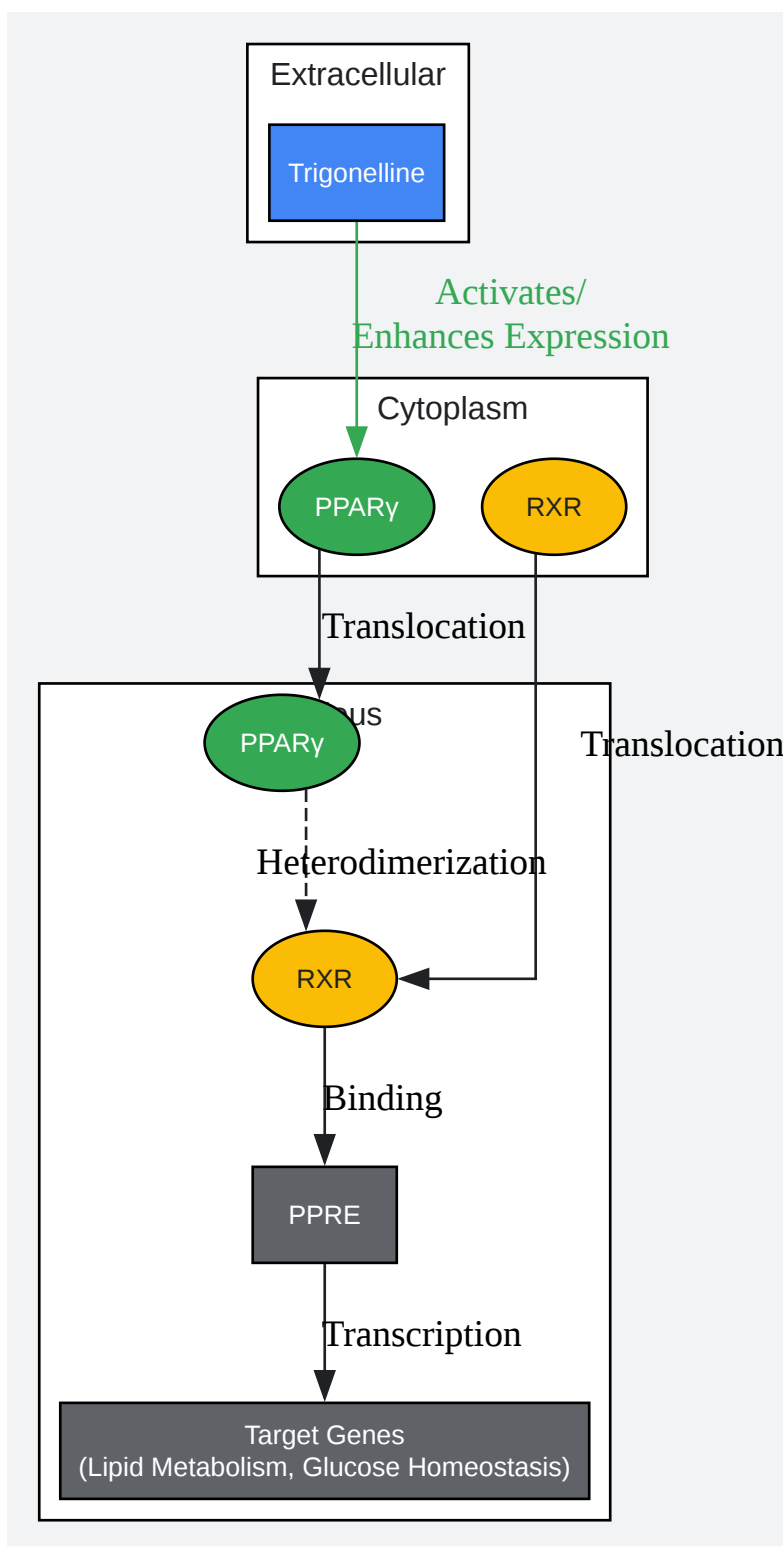 Extracellular
Trigonelline
Activates/
Enhances Expression
Cytoplasm
PPARγ
RXR
Translocation
PPARγ
Translocation
Heterodimerization
RXR
Binding
PPRE
Transcription
Target Genes
(Lipid Metabolism, Glucose Homeostasis)